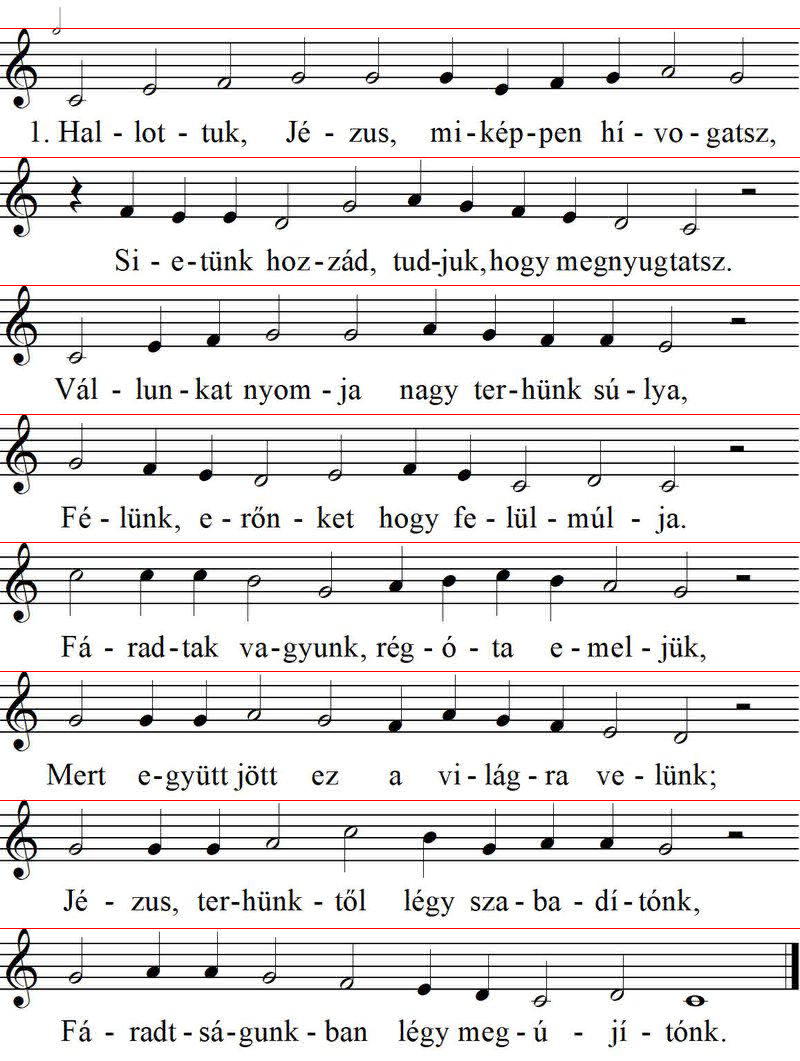 1. Hal - lot - tuk, Jé - zus, mi - kép - pen hí - vo - gatsz,
Si - e - tünk hoz - zád, tud - juk, hogy megnyugtatsz.
Vál - lun - kat nyom - ja nagy ter - hünk sú - lya,
Fé - lünk, e - rőn - ket hogy fe - lül - múl - ja.
Fá - rad - tak va - gyunk, rég - ó - ta e - mel - jük,
Mert e - gyütt jött ez a vi - lág - ra ve - lünk;
Jé - zus, ter - hünk - től légy sza - ba - dí - tónk,
Fá - radt - sá - gunk - ban légy meg - ú - jí - tónk.